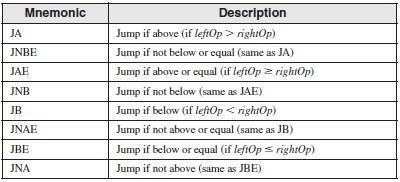 Mnemonic Description
JA Jump if above (if leftOp > rightOp)
JNBE Jump if not below or equal (same as JA)
JAE Jump if above or equal (if leftOp ≥ rightOp)
JNB Jump if not below (same as JAE)
JB Jump if below (if leftOp < rightOp)
JNAE Jump if not above or equal (same as JB)
JBE Jump if below or equal (if leftOp ≤ rightOp)
JNA Jump if not above (same as JBE)